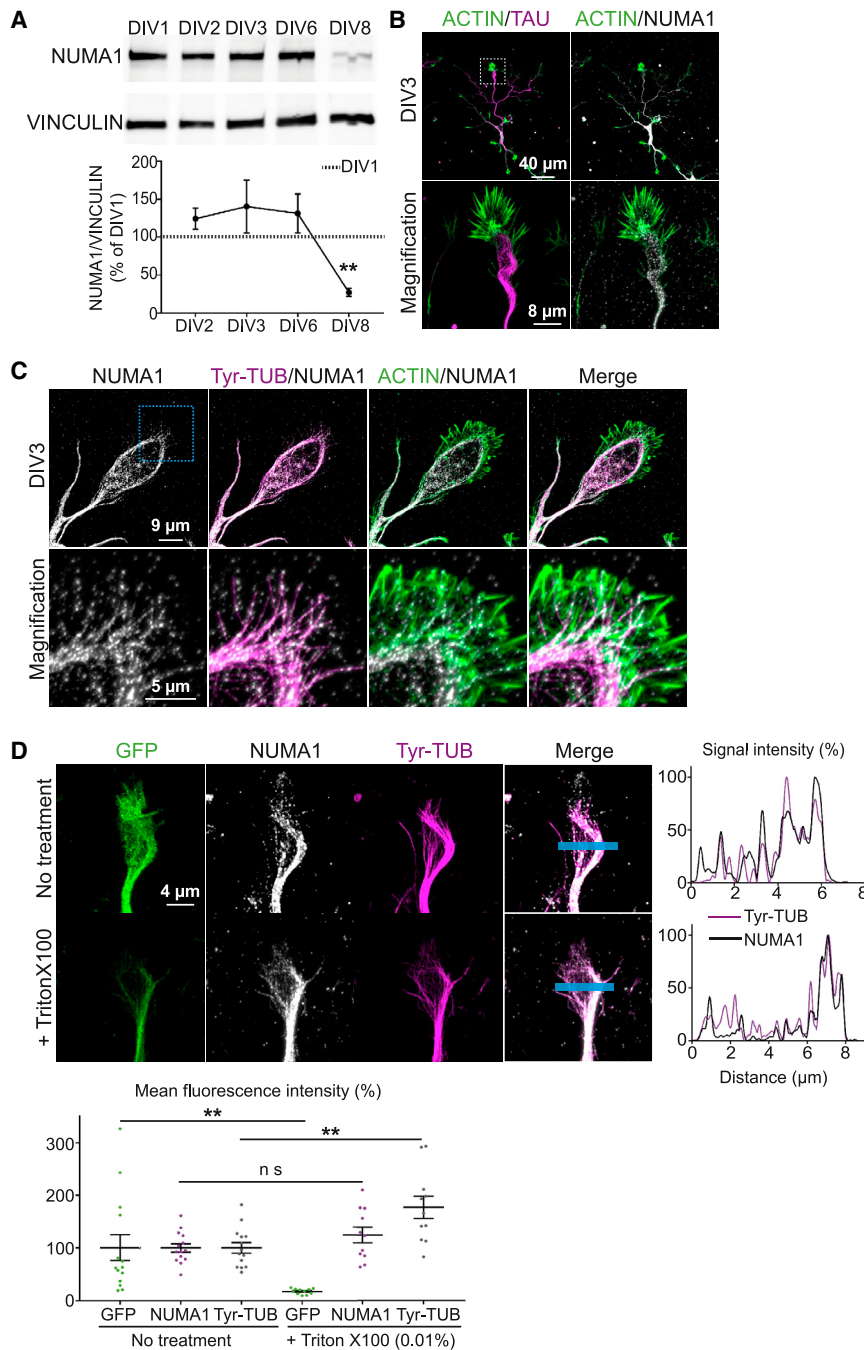 A
DIV1 DIV2 DIV3 DIV6 DIV8
NUMA1
VINCULIN
NUMA1/VINCULIN
(% of DIV1)
200
150
100
50
0
DIV1
**
DIV2 DIV3 DIV6 DIV8
B
ACTIN/TAU ACTIN/NUMA1
DIV3
40 µm
Magnification
8 µm
C
NUMA1 Tyr-TUB/NUMA1 ACTIN/NUMA1 Merge
DIV3
9 µm
Magnification
5 µm
D
GFP NUMA1 Tyr-TUB Merge
No treatment
4 µm
+ TritonX100
Signal intensity (%)
100
50
0
0 2 4 6 8
Tyr-TUB
NUMA1
100
50
0
0 2 4 6 8
Distance (µm)
Mean fluorescence intensity (%)
**
**
n s
300
200
100
0
GFP NUMA1 Tyr-TUB GFP NUMA1 Tyr-TUB
No treatment + Triton X100 (0.01%)